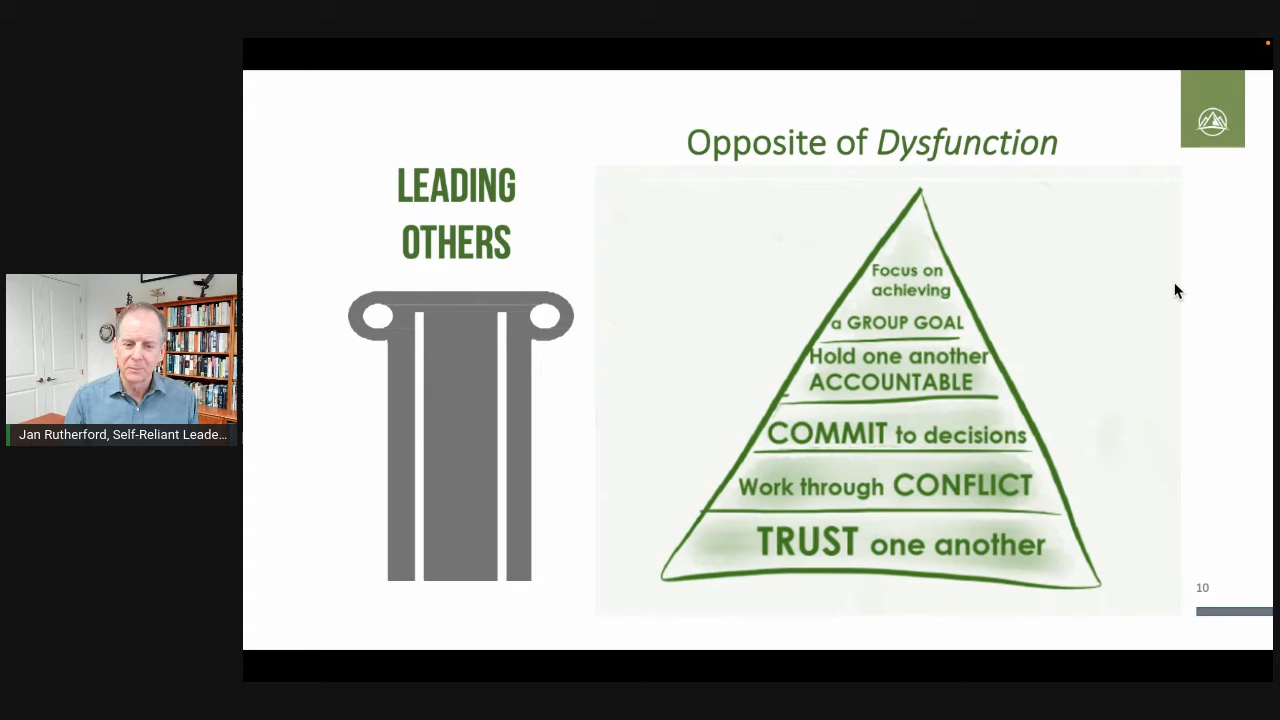 Opposite of Dysfunction
LEADING
OTHERS
Focus on
achieving
a GROUP GOAL
Hold one another
ACCOUNTABLE
COMMIT to decisions
Work through CONFLICT
TRUST one another
10
Jan Rutherford, Self-Reliant Leade...